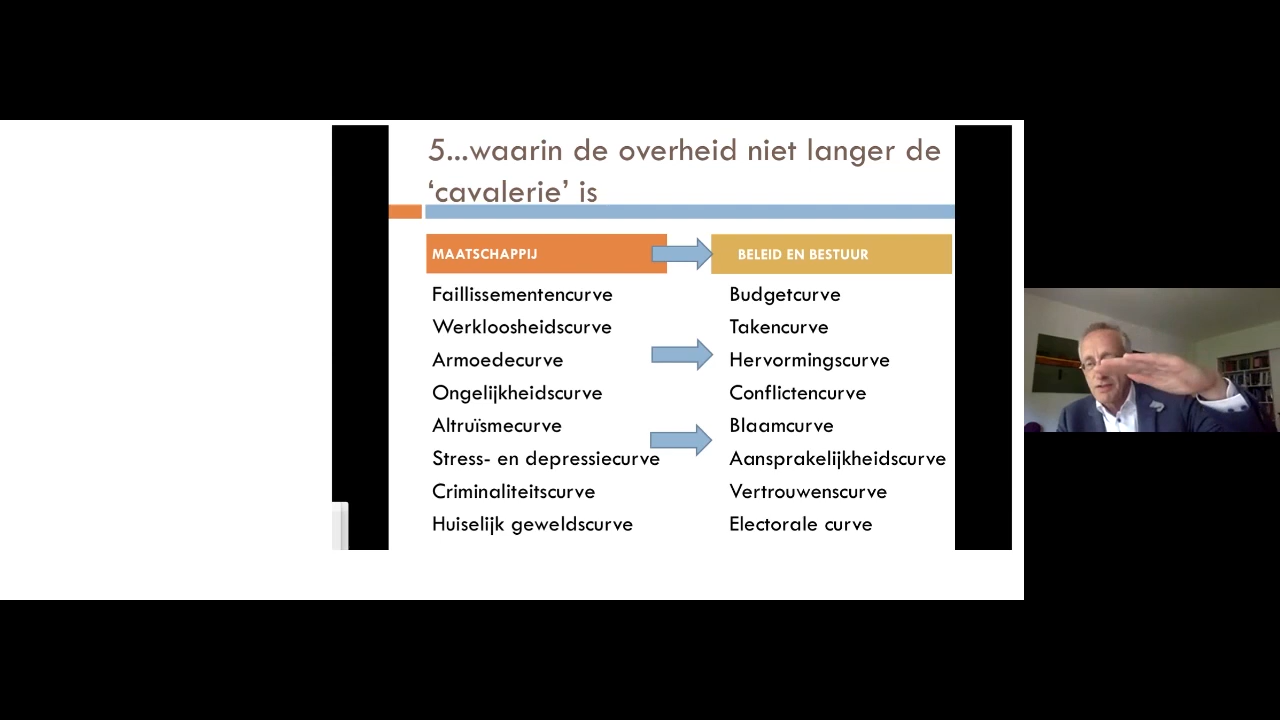 5...waarin de overheid niet langer de
‘cavalerie’ is
MAATSCHAPPIJ
Faillissementencurve
Werkloosheidscurve
Armoedecurve
Ongelijkheidscurve
Altruïsmecurve
Stress- en depressiecurve
Criminaliteitscurve
Huiselijk geweldscurve
BELEID EN BESTUUR
Budgetcurve
Takencurve
Hervormingscurve
Conflictencurve
Blaamcurve
Aansprakelijkheidscurve
Vertrouwenscurve
Electorale curve